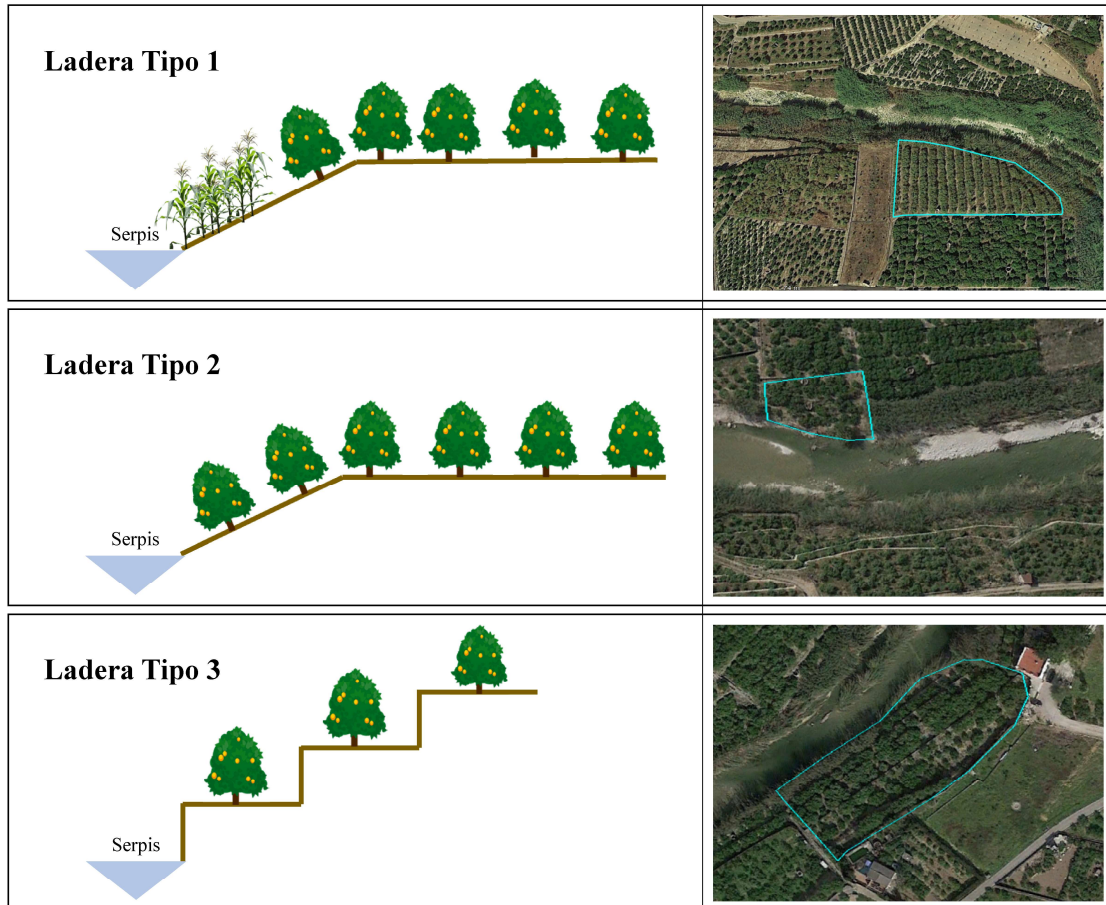 Ladera Tipo 1
Serpis
Ladera Tipo 2
Serpis
Ladera Tipo 3
Serpis